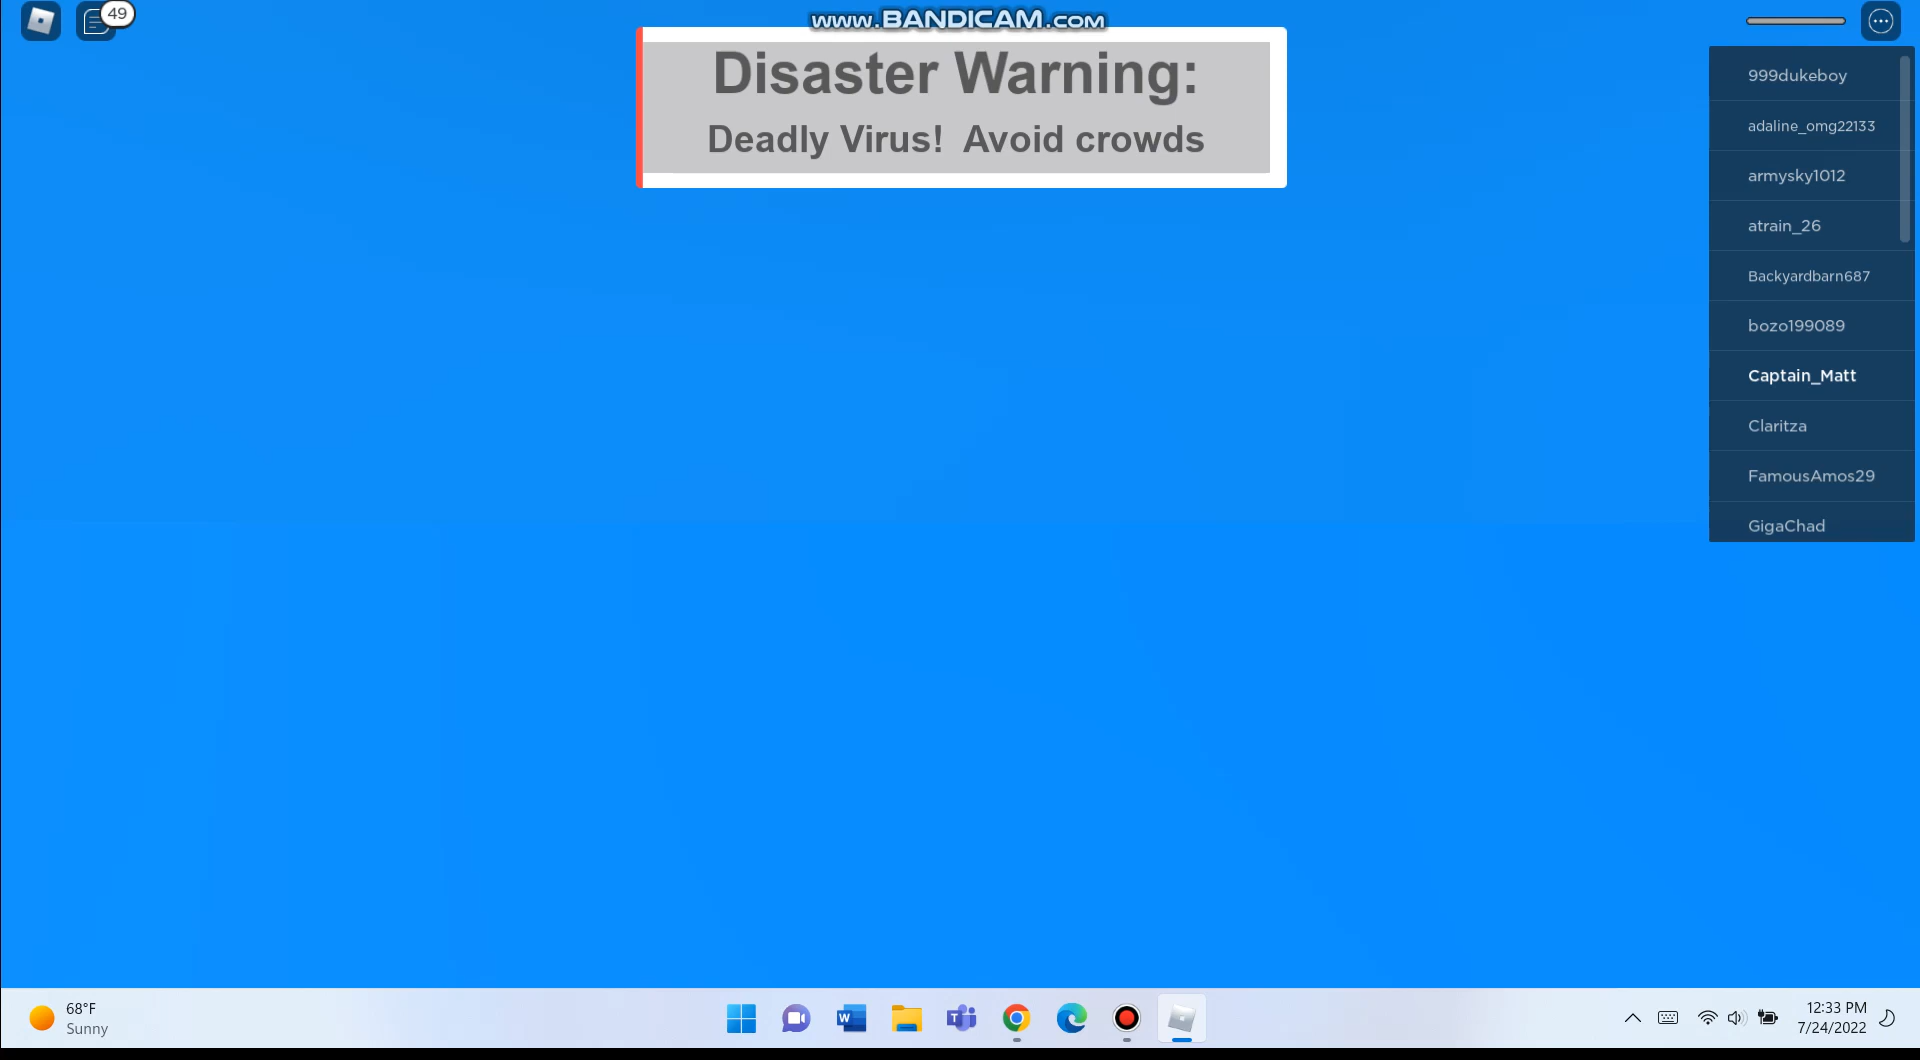 49
www.BANDICAM.com
Disaster Warning:
Deadly Virus! Avoid crowds
999dukeboy
adaline_omg22133
armysky1012
atrain_26
Backyardbarn687
bozo199089
Captain_Matt
Claritza
FamousAmos29
GigaChad
68°F
Sunny
12:33 PM
7/24/2022